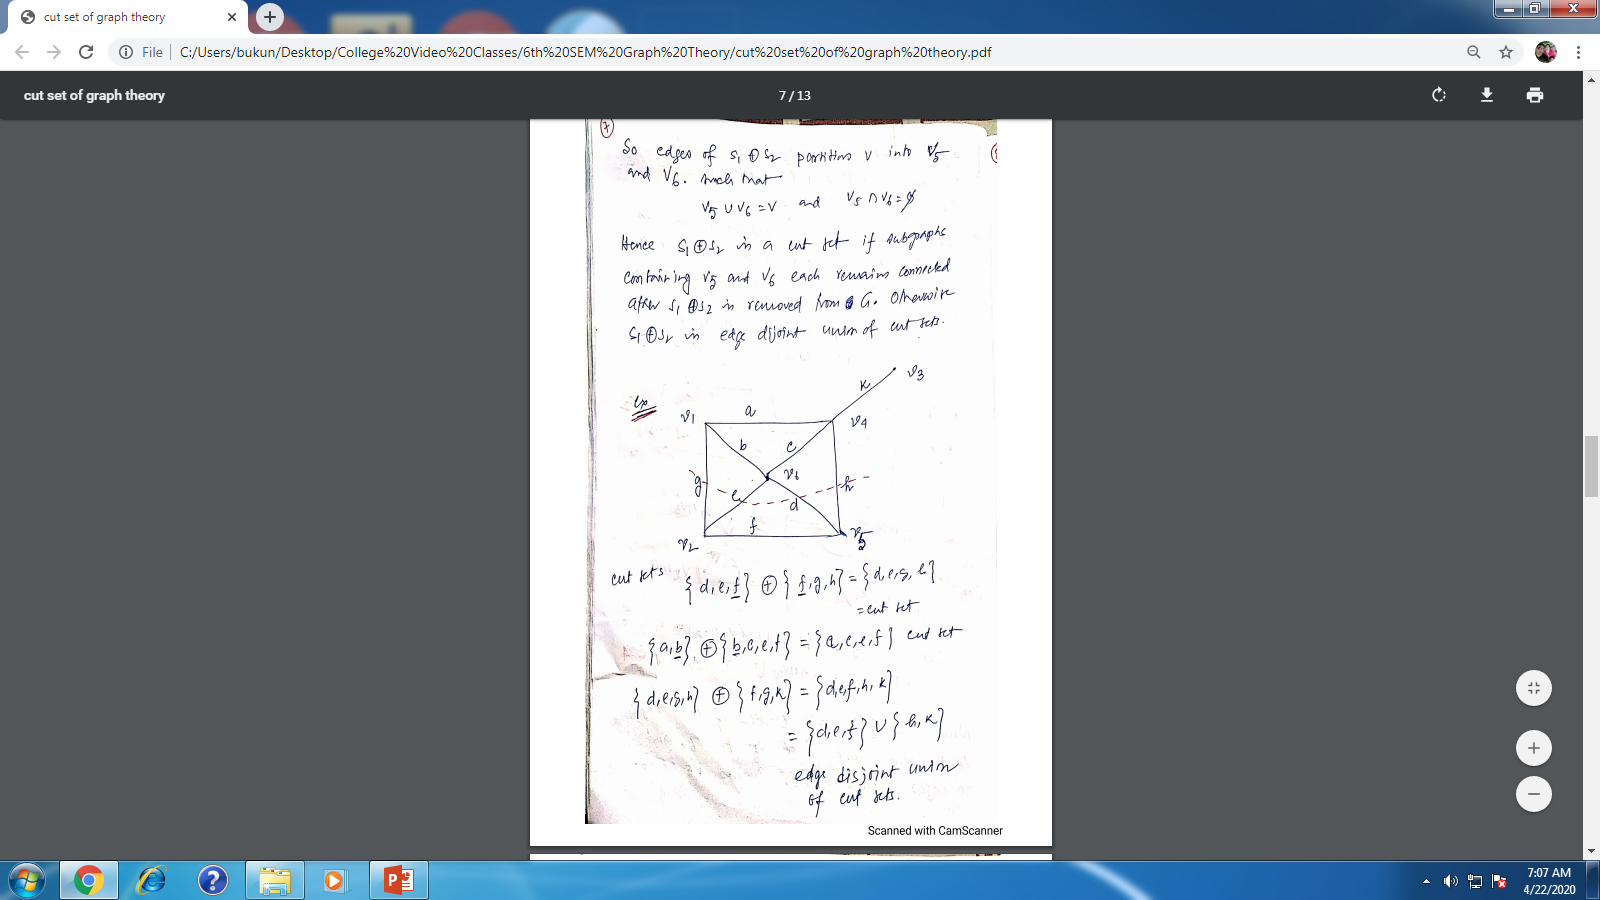 cut set of graph theory
File
C:/Users/bukun/Desktop/College%20Video%20Classes/6th%20SEM%20Graph%20Theory/cut%20set%20of%20graph%20theory.pdf
cut set of graph theory
7 / 13
7
So edges of S1 ⊕ S2 partitions V into V5
and V6. such that
V5 ∪ V6 = V and V5 ∩ V6 = ϕ
Hence S1 ⊕ S2 is a cut set if subgraphs
containing V5 and V6 each remains connected
after S1 ⊕ S2 is removed from G. Otherwise
S1 ⊕ S2 is edge dijoint union of cut sets.
ex
K
v3
v1
a
v4
b
c
v6
g
e
d
h
f
v2
v5
cut sets {d,e,f} ⊕ {f,g,h} = {d,e,g,h}
= cut set
{a,b} ⊕ {b,c,e,f} = {a,c,e,f} cut set
{d,e,g,h} ⊕ {f,g,K} = {d,e,f,h,K}
= {d,e,f} ∪ {h,K}
edge disjoint union
of cut sets.
Scanned with CamScanner
7:07 AM
4/22/2020